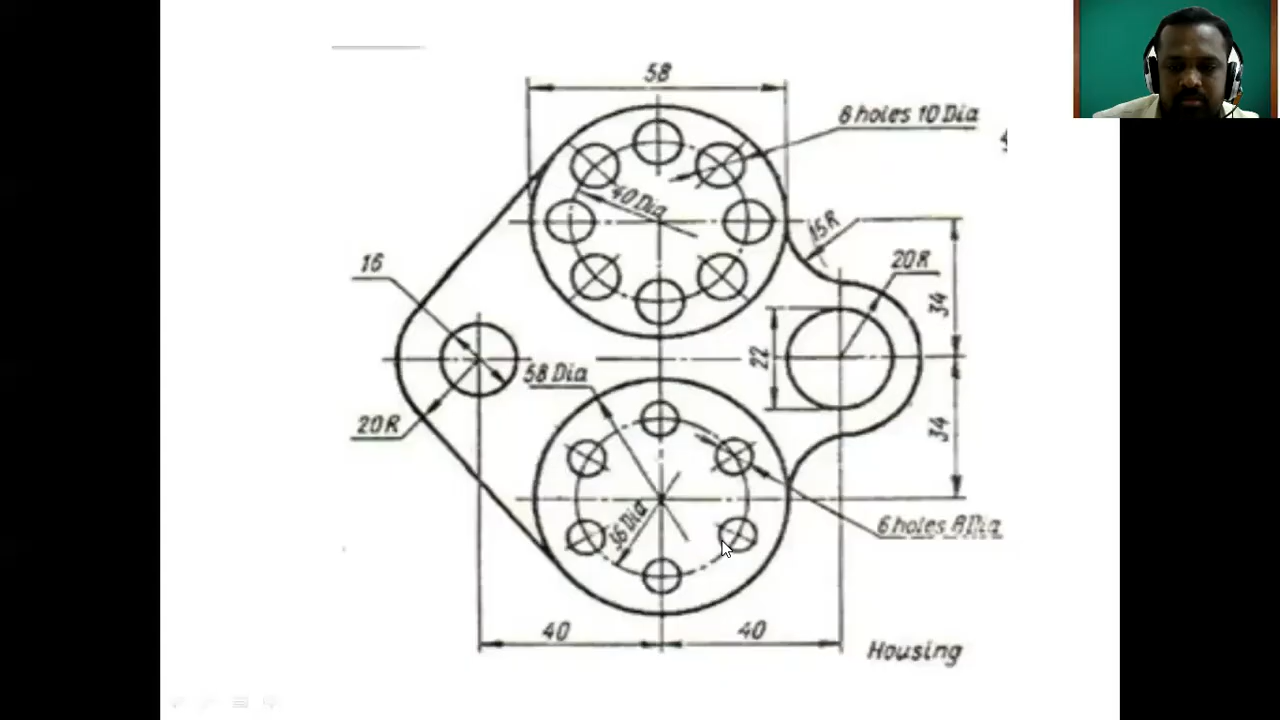 58
8 holes 10 Dia
40 Dia
15R
20R
16
34
22
58 Dia
20R
34
36 Dia
6 holes 8 Dia
40
40
Housing